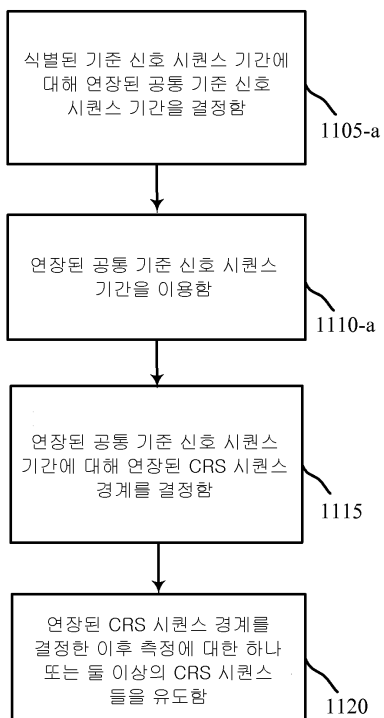 식별된 기준 신호 시퀀스 기간에
대해 연장된 공통 기준 신호
시퀀스 기간을 결정함
1105-a
연장된 공통 기준 신호 시퀀스
기간을 이용함
1110-a
연장된 공통 기준 신호 시퀀스
기간에 대해 연장된 CRS 시퀀스
경계를 결정함
1115
연장된 CRS 시퀀스 경계를
결정한 이후 측정에 대한 하나
또는 둘 이상의 CRS 시퀀스
들을 유도함
1120